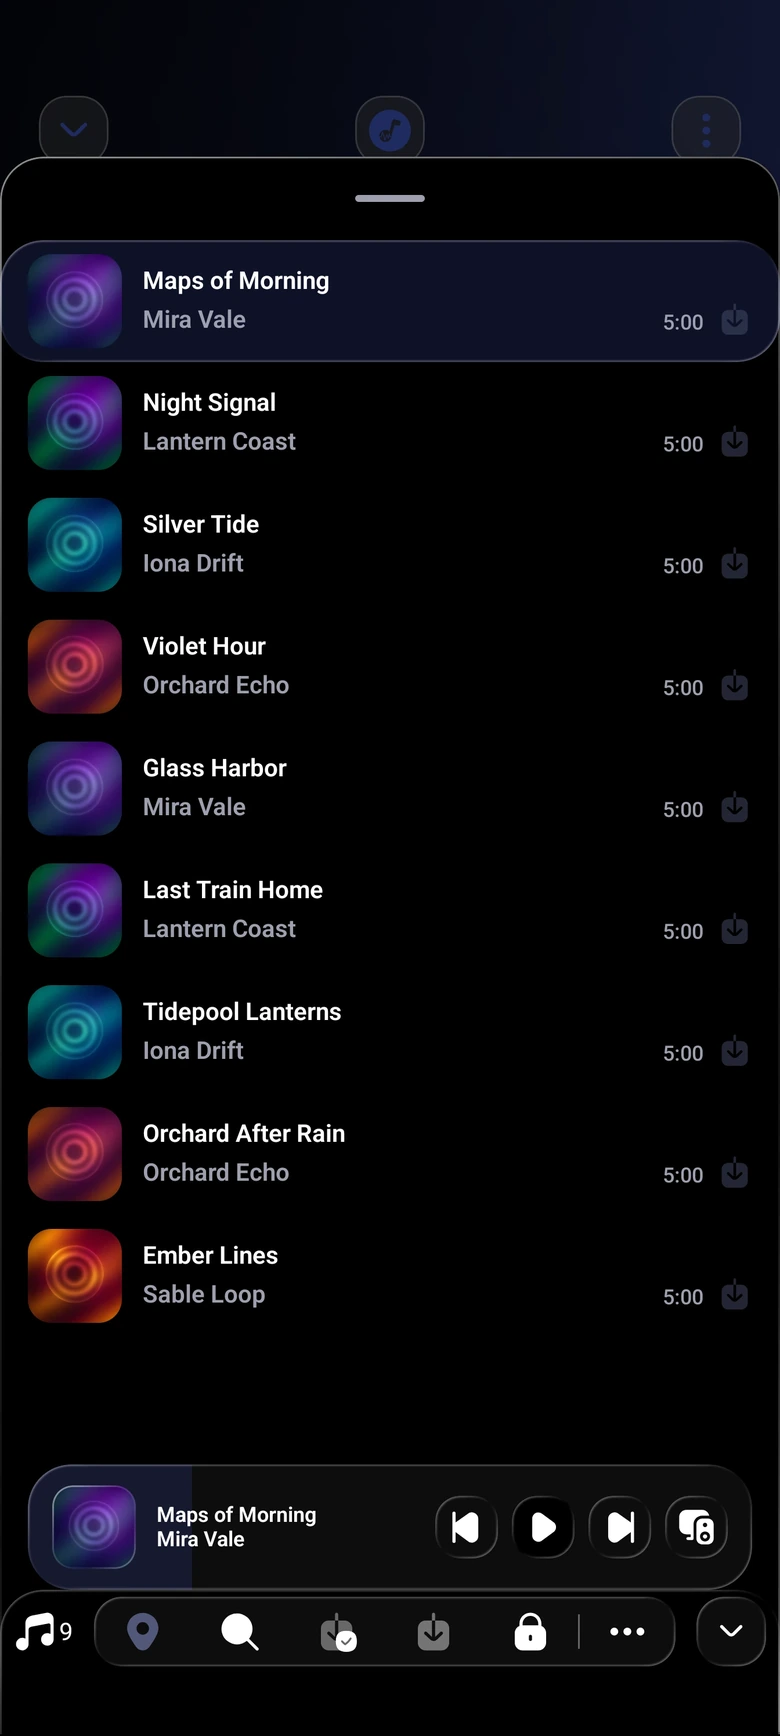 Maps of Morning
Mira Vale
5:00
Night Signal
Lantern Coast
5:00
Silver Tide
Iona Drift
5:00
Violet Hour
Orchard Echo
5:00
Glass Harbor
Mira Vale
5:00
Last Train Home
Lantern Coast
5:00
Tidepool Lanterns
Iona Drift
5:00
Orchard After Rain
Orchard Echo
5:00
Ember Lines
Sable Loop
5:00
Maps of Morning
Mira Vale
9